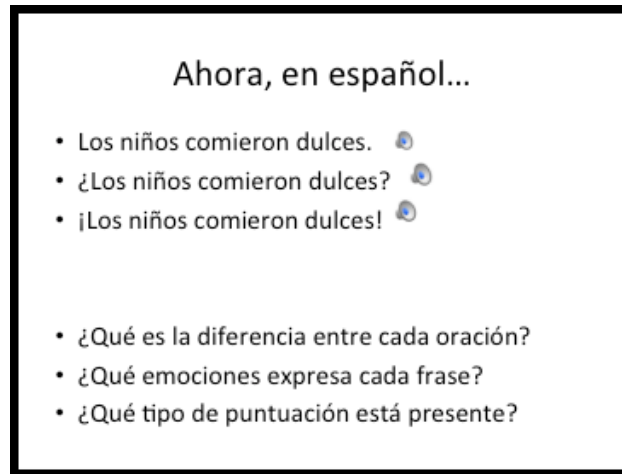 Ahora, en español...
• Los niños comieron dulces.
• ¿Los niños comieron dulces?
• ¡Los niños comieron dulces!
• ¿Qué es la diferencia entre cada oración?
• ¿Qué emociones expresa cada frase?
• ¿Qué tipo de puntuación está presente?